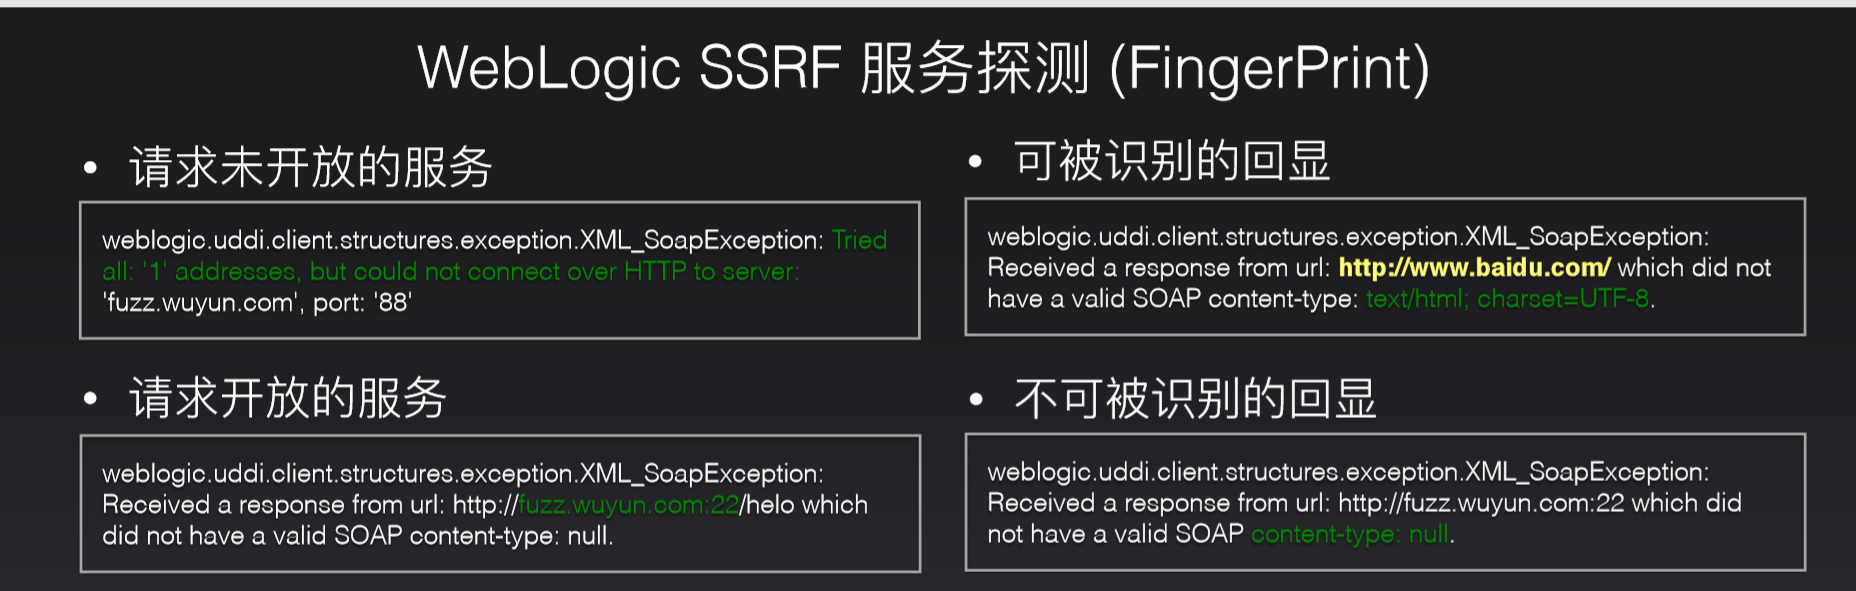 WebLogic SSRF 服务探测 (FingerPrint)
• 请求未开放的服务
weblogic.uddi.client.structures.exception.XML_SoapException: Tried
all: '1' addresses, but could not connect over HTTP to server:
'fuzz.wuyun.com', port: '88'
• 请求开放的服务
weblogic.uddi.client.structures.exception.XML_SoapException:
Received a response from url: http://fuzz.wuyun.com:22/helo which
did not have a valid SOAP content-type: null.
• 可被识别的回显
weblogic.uddi.client.structures.exception.XML_SoapException:
Received a response from url: http://www.baidu.com/ which did not
have a valid SOAP content-type: text/html; charset=UTF-8.
• 不可被识别的回显
weblogic.uddi.client.structures.exception.XML_SoapException:
Received a response from url: http://fuzz.wuyun.com:22 which did
not have a valid SOAP content-type: null.